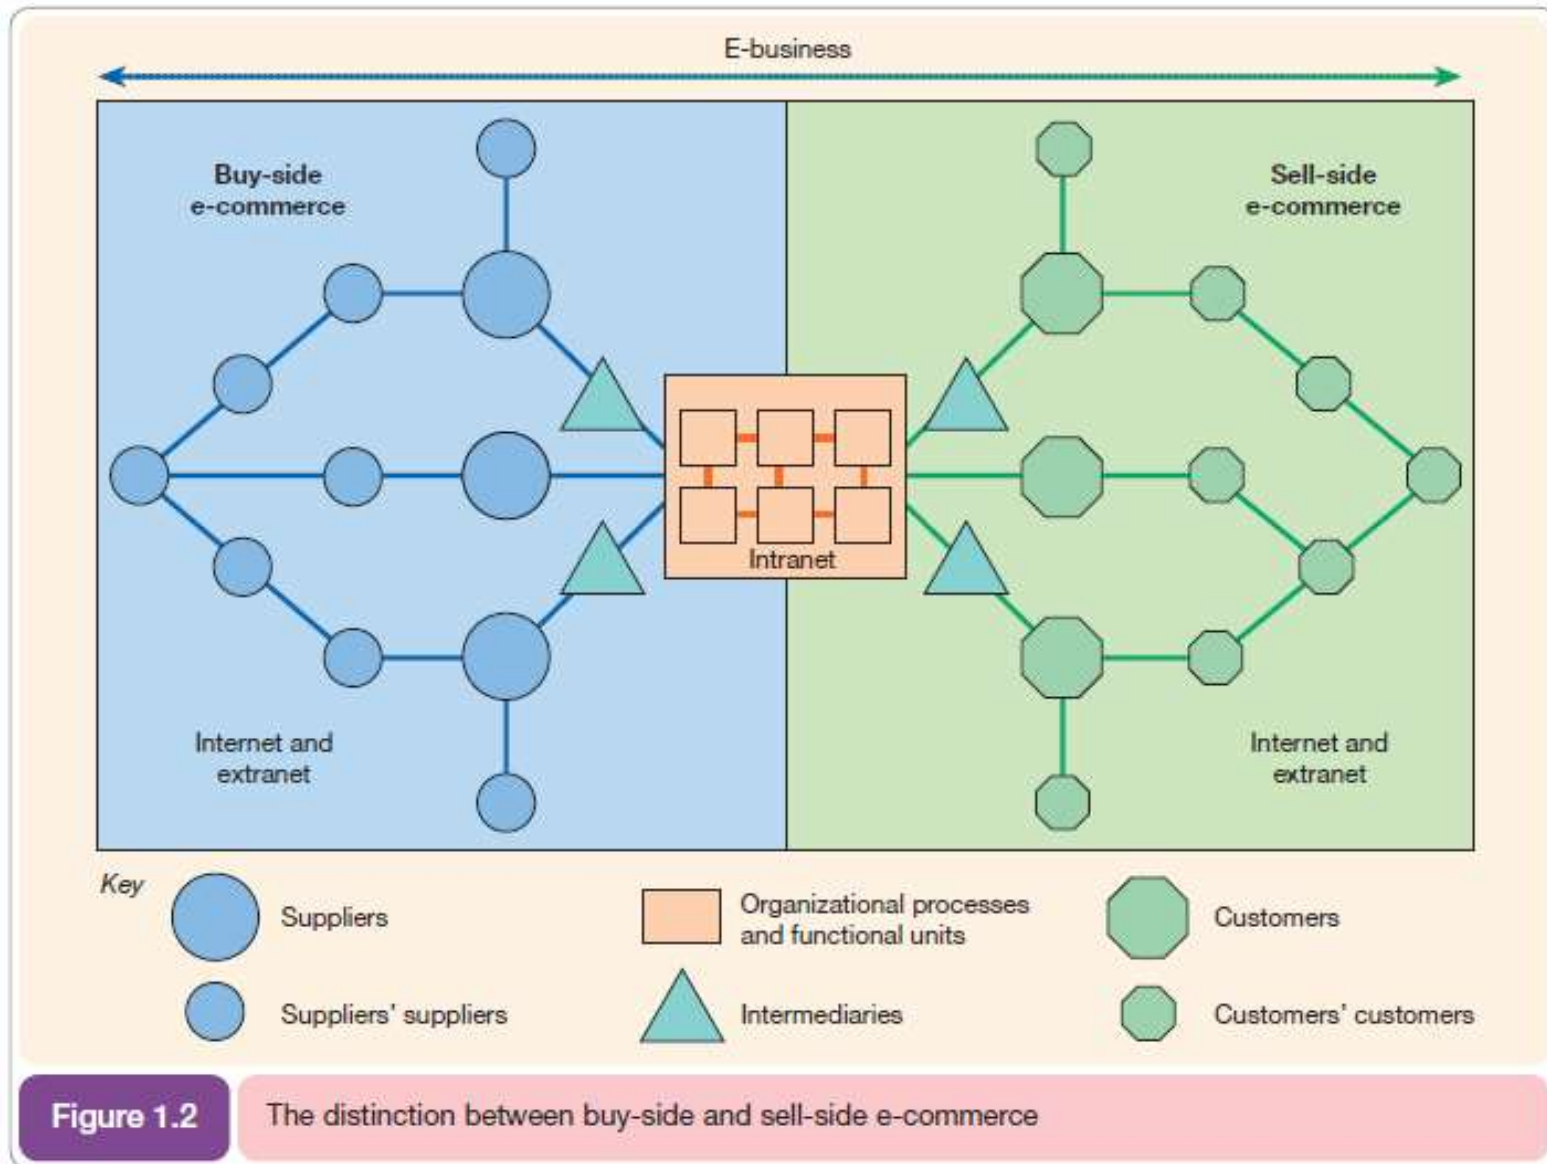 E-business
Buy-side
e-commerce
Sell-side
e-commerce
Intranet
Internet and
extranet
Internet and
extranet
Key
Suppliers
Organizational processes
and functional units
Customers
Suppliers' suppliers
Intermediaries
Customers' customers
Figure 1.2
The distinction between buy-side and sell-side e-commerce